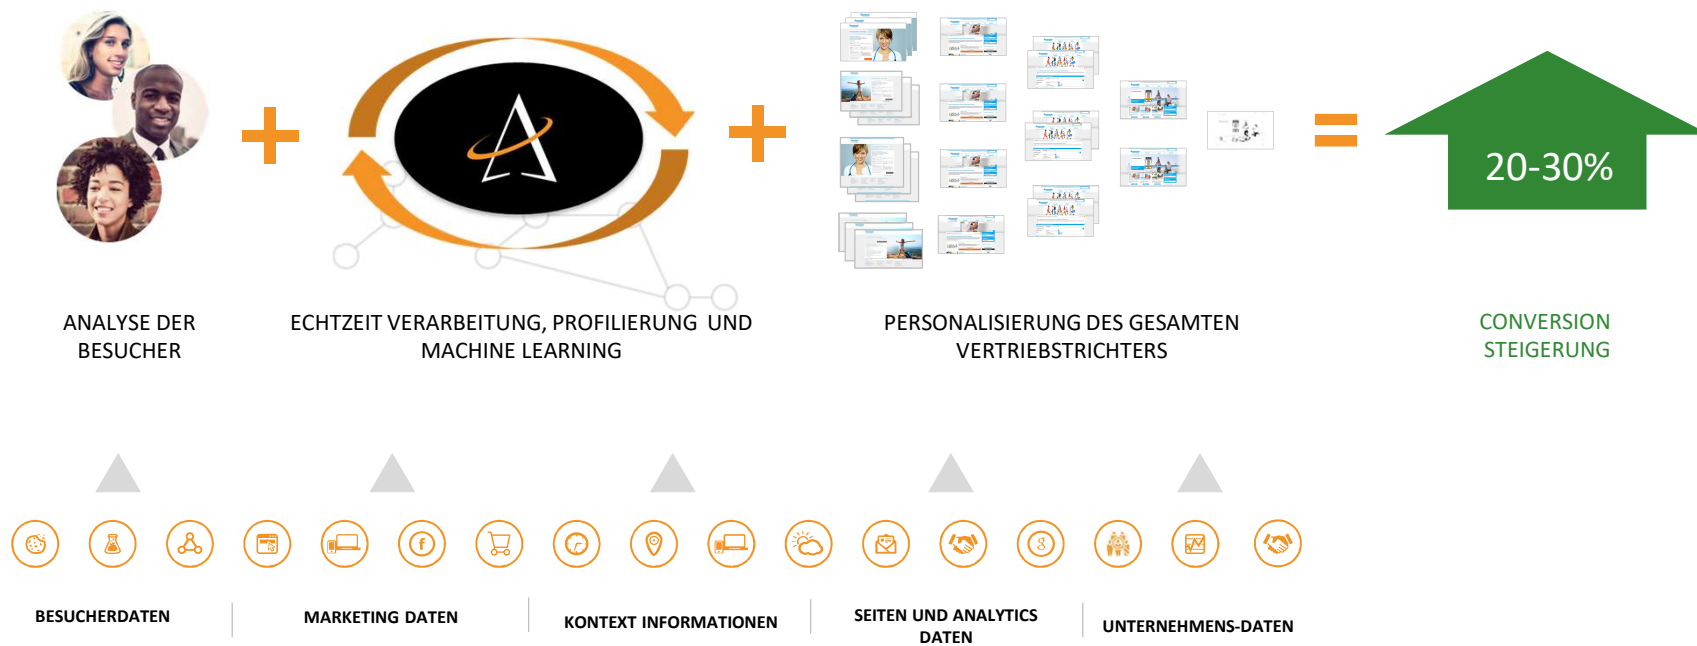 20-30%
ANALYSE DER
BESUCHER
ECHTZEIT VERARBEITUNG, PROFILIERUNG UND
MACHINE LEARNING
PERSONALISIERUNG DES GESAMTEN
VERTRIEBSTRICHTERS
CONVERSION
STEIGERUNG
BESUCHERDATEN
MARKETING DATEN
KONTEXT INFORMATIONEN
SEITEN UND ANALYTICS
DATEN
UNTERNEHMENS-DATEN